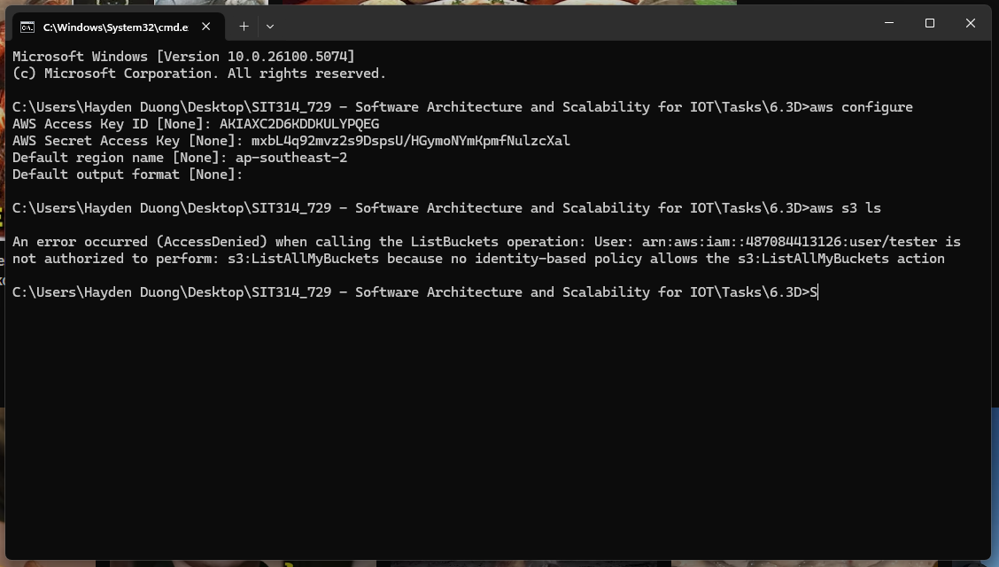 C:\Windows\System32\cmd.e
Microsoft Windows [Version 10.0.26100.5074]
(c) Microsoft Corporation. All rights reserved.
C:\Users\Hayden Duong\Desktop\SIT314_729 - Software Architecture and Scalability for IOT\Tasks\6.3D>aws configure
AWS Access Key ID [None]: AKIAXC2D6KDDKULYPQEG
AWS Secret Access Key [None]: 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
Default region name [None]: ap-southeast-2
Default output format [None]:
C:\Users\Hayden Duong\Desktop\SIT314_729 - Software Architecture and Scalability for IOT\Tasks\6.3D>aws s3 ls
An error occurred (AccessDenied) when calling the ListBuckets operation: User: arn:aws:iam::487084413126:user/tester is
not authorized to perform: s3:ListAllMyBuckets because no identity-based policy allows the s3:ListAllMyBuckets action
C:\Users\Hayden Duong\Desktop\SIT314_729 - Software Architecture and Scalability for IOT\Tasks\6.3D>S